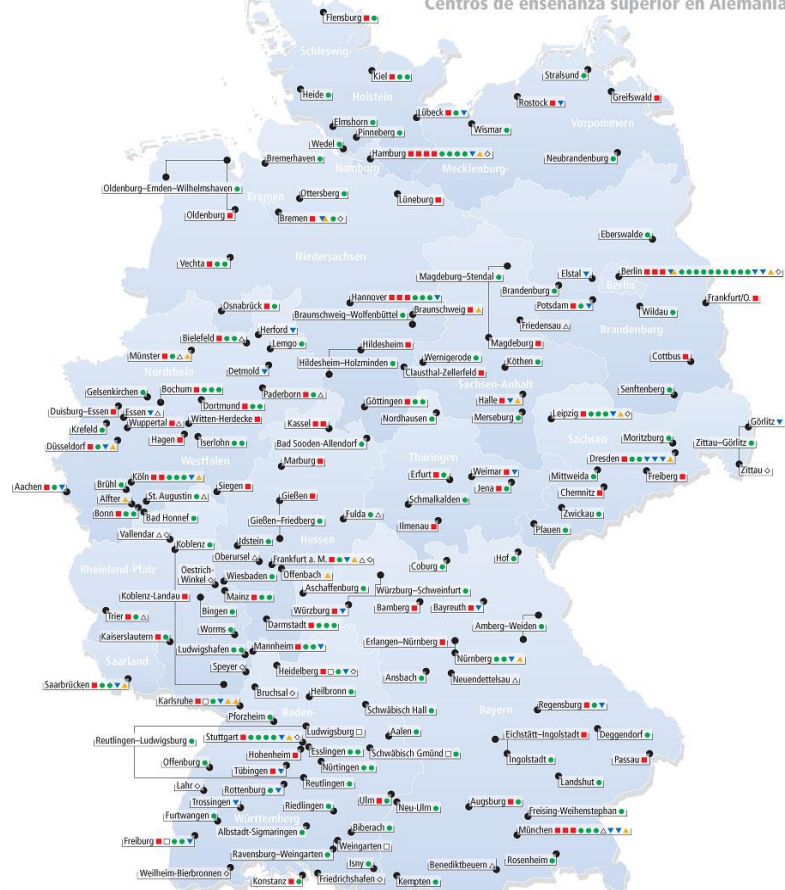 Centros de enseñanza superior en Alemania
Flensburg
Schleswig-
Kiel
Stralsund
Heide
Holstein
Rostock
Greifswald
Lübeck
Elmshorn
Pinneberg
Wismar
Vorpommern
Wedel
Hamburg
Bremerhaven
Hamburg
Mecklenburg-
Neubrandenburg
Oldenburg–Emden–Wilhelmshaven
Ottersberg
Lüneburg
Bremen
Oldenburg
Bremen
Eberswalde
Niedersachsen
Vechta
Magdeburg–Stendal
Elstal
Berlin
Brandenburg
Berlin
Hannover
Osnabrück
Braunschweig
Potsdam
Frankfurt/O.
Braunschweig–Wolfenbüttel
Wildau
Friedensau
Brandenburg
Herford
Bielefeld
Hildesheim
Magdeburg
Lemgo
Münster
Wernigerode
Cottbus
Hildesheim–Holzminden
Köthen
Nordrhein-
Detmold
Clausthal-Zellerfeld
Sachsen-Anhalt
Gelsenkirchen
Bochum
Paderborn
Senftenberg
Göttingen
Halle
Duisburg–Essen
Essen
Dortmund
Nordhausen
Merseburg
Leipzig
Wuppertal
Witten-Herdecke
Kassel
Görlitz
Krefeld
Hagen
Iserlohn
Bad Sooden-Allendorf
Sachsen
Moritzburg
Zittau–Görlitz
Düsseldorf
Westfalen
Thüringen
Dresden
Marburg
Köln
Erfurt
Weimar
Mittweida
Freiberg
Zittau
Aachen
Brühl
Siegen
Jena
Chemnitz
Alfter
St. Augustin
Gießen
Schmalkalden
Bonn
Bad Honnef
Gießen–Friedberg
Fulda
Zwickau
Ilmenau
Plauen
Vallendar
Koblenz
Idstein
Hessen
Hof
Oberursel
Frankfurt a. M.
Coburg
Rheinland-Pfalz
Oestrich-
Winkel
Wiesbaden
Offenbach
Aschaffenburg
Würzburg–Schweinfurt
Koblenz-Landau
Mainz
Würzburg
Bamberg
Bayreuth
Trier
Bingen
Darmstadt
Amberg–Weiden
Worms
Kaiserslautern
Erlangen–Nürnberg
Ludwigshafen
Mannheim
Nürnberg
Saarland
Speyer
Heidelberg
Ansbach
Neuendettelsau
Saarbrücken
Bruchsal
Heilbronn
Karlsruhe
Schwäbisch Hall
Bayern
Regensburg
Pforzheim
Baden-
Ludwigsburg
Aalen
Reutlingen–Ludwigsburg
Stuttgart
Eichstätt–Ingolstadt
Deggendorf
Hohenheim
Esslingen
Schwäbisch Gmünd
Ingolstadt
Passau
Offenburg
Nürtingen
Tübingen
Lahr
Rottenburg
Reutlingen
Landshut
Trossingen
Riedlingen
Ulm
Neu-Ulm
Augsburg
Freising-Weihenstephan
Furtwangen
Württemberg
Albstadt-Sigmaringen
Biberach
München
Freiburg
Weingarten
Ravensburg–Weingarten
Isny
Benediktbeuern
Rosenheim
Weilheim-Bierbronnen
Konstanz
Friedrichshafen
Kempten